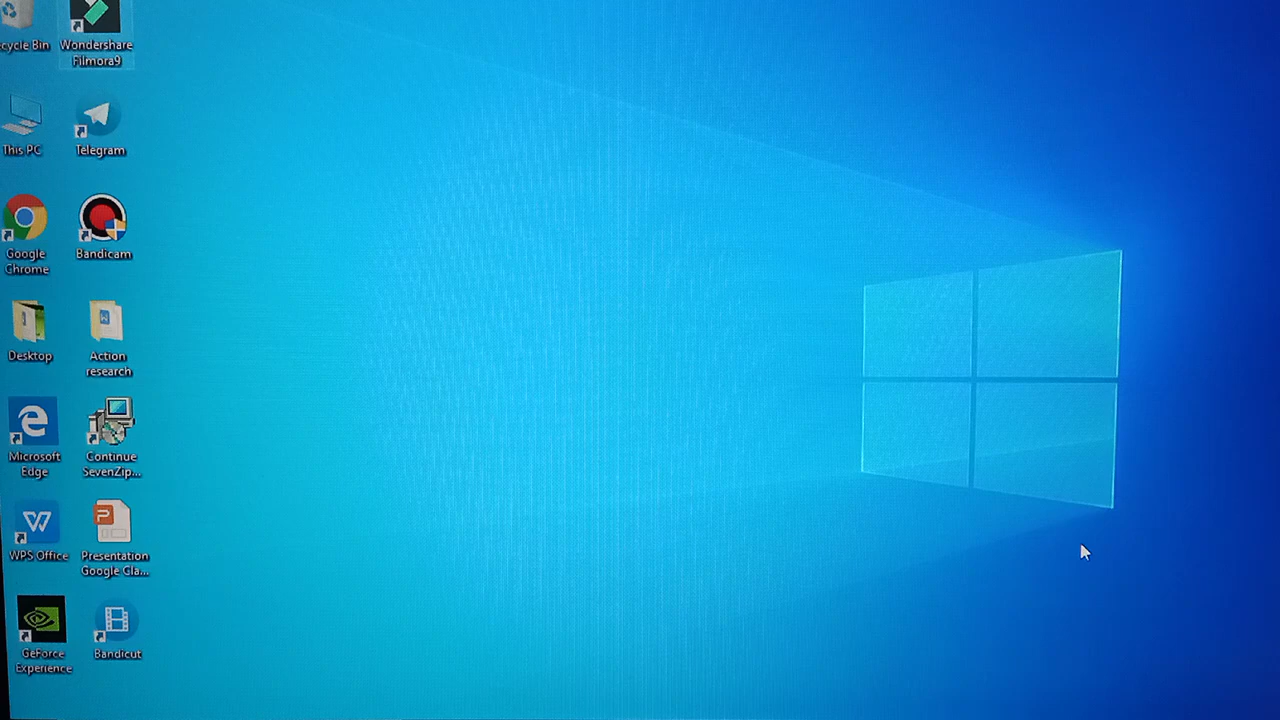 cycle Bin
Wondershare
Filmora9
This PC
Telegram
Google
Chrome
Bandicam
Desktop
Action
research
Microsoft
Edge
Continue
SevenZip...
WPS Office
Presentation
Google Cla...
GeForce
Experience
Bandicut